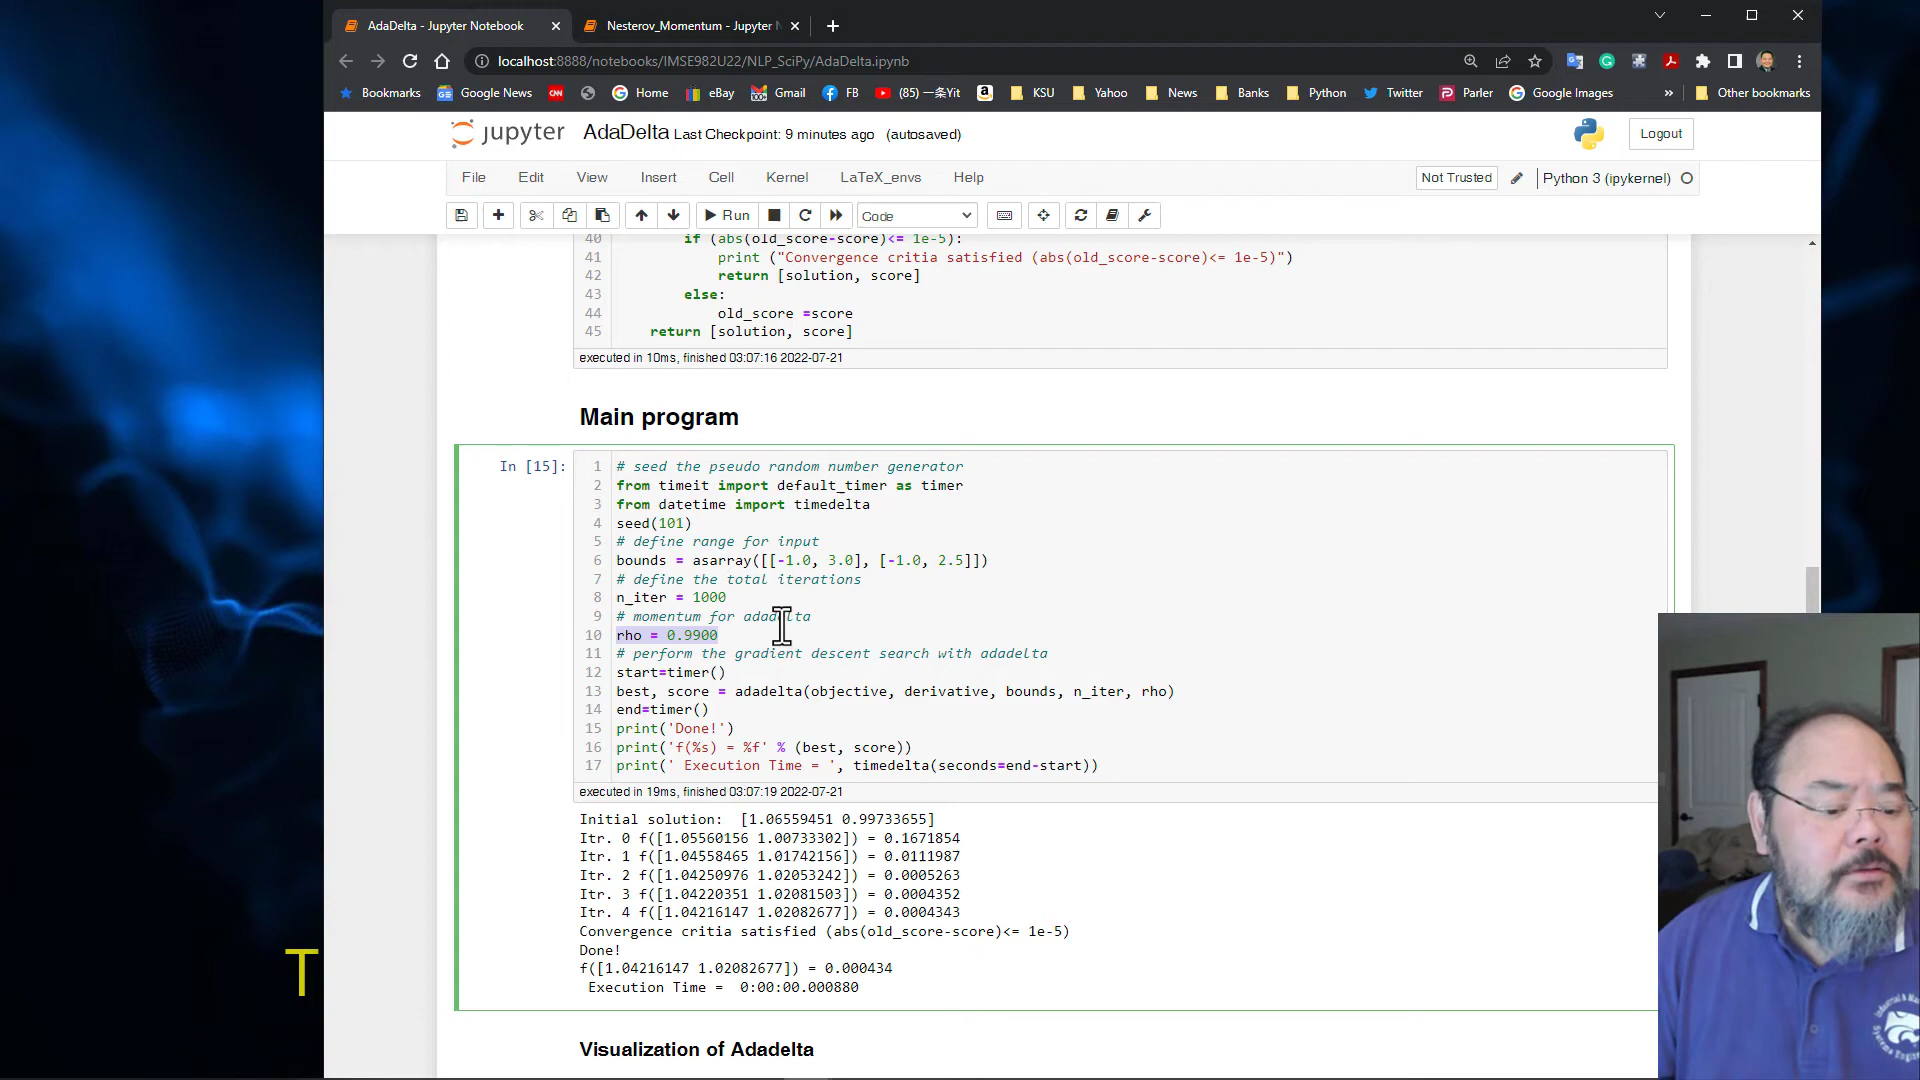 AdaDelta - Jupyter Notebook
Nesterov_Momentum - Jupyter N
localhost:8888/notebooks/IMSE982U22/NLP_SciPy/AdaDelta.ipynb
Bookmarks Google News CNN Home eBay Gmail FB (85) 一条Yit KSU Yahoo News Banks Python Twitter Parler Google Images » Other bookmarks
jupyter AdaDelta Last Checkpoint: 9 minutes ago (autosaved) Logout
File Edit View Insert Cell Kernel LaTeX_envs Help Not Trusted Python 3 (ipykernel)
Run Code
40 if (abs(old_score-score)<= 1e-5):
41 print ("Convergence critia satisfied (abs(old_score-score)<= 1e-5)")
42 return [solution, score]
43 else:
44 old_score =score
45 return [solution, score]
executed in 10ms, finished 03:07:16 2022-07-21
Main program
In [15]:
1 # seed the pseudo random number generator
2 from timeit import default_timer as timer
3 from datetime import timedelta
4 seed(101)
5 # define range for input
6 bounds = asarray([[-1.0, 3.0], [-1.0, 2.5]])
7 # define the total iterations
8 n_iter = 1000
9 # momentum for adadelta
10 rho = 0.9900
11 # perform the gradient descent search with adadelta
12 start=timer()
13 best, score = adadelta(objective, derivative, bounds, n_iter, rho)
14 end=timer()
15 print('Done!')
16 print('f(%s) = %f' % (best, score))
17 print(' Execution Time = ', timedelta(seconds=end-start))
executed in 19ms, finished 03:07:19 2022-07-21
Initial solution: [1.06559451 0.99733655]
Itr. 0 f([1.05560156 1.00733302]) = 0.1671854
Itr. 1 f([1.04558465 1.01742156]) = 0.0111987
Itr. 2 f([1.04250976 1.02053242]) = 0.0005263
Itr. 3 f([1.04220351 1.02081503]) = 0.0004352
Itr. 4 f([1.04216147 1.02082677]) = 0.0004343
Convergence critia satisfied (abs(old_score-score)<= 1e-5)
Done!
f([1.04216147 1.02082677]) = 0.000434
Execution Time = 0:00:00.000880
Visualization of Adadelta
T